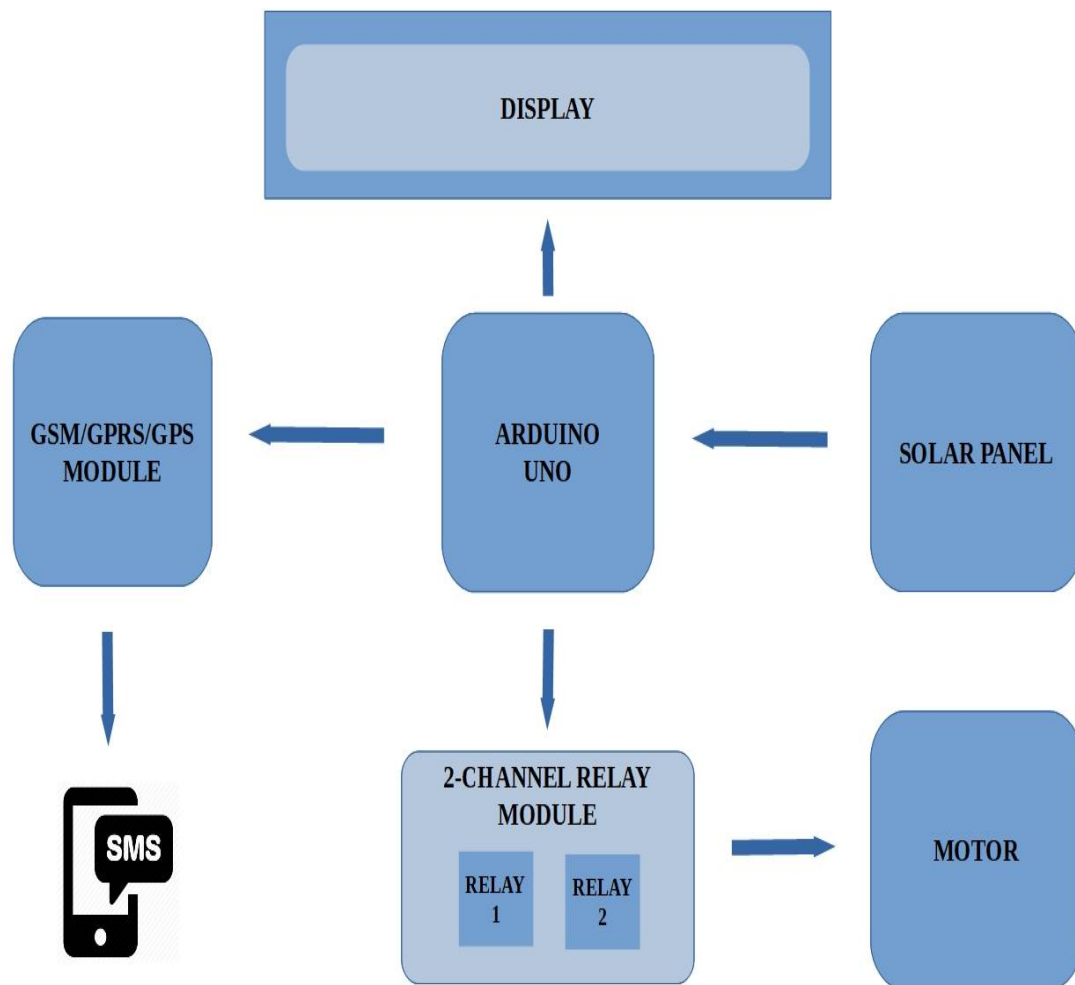 DISPLAY
GSM/GPRS/GPS
MODULE
ARDUINO
UNO
SOLAR PANEL
SMS
2-CHANNEL RELAY
MODULE
RELAY
1
RELAY
2
MOTOR